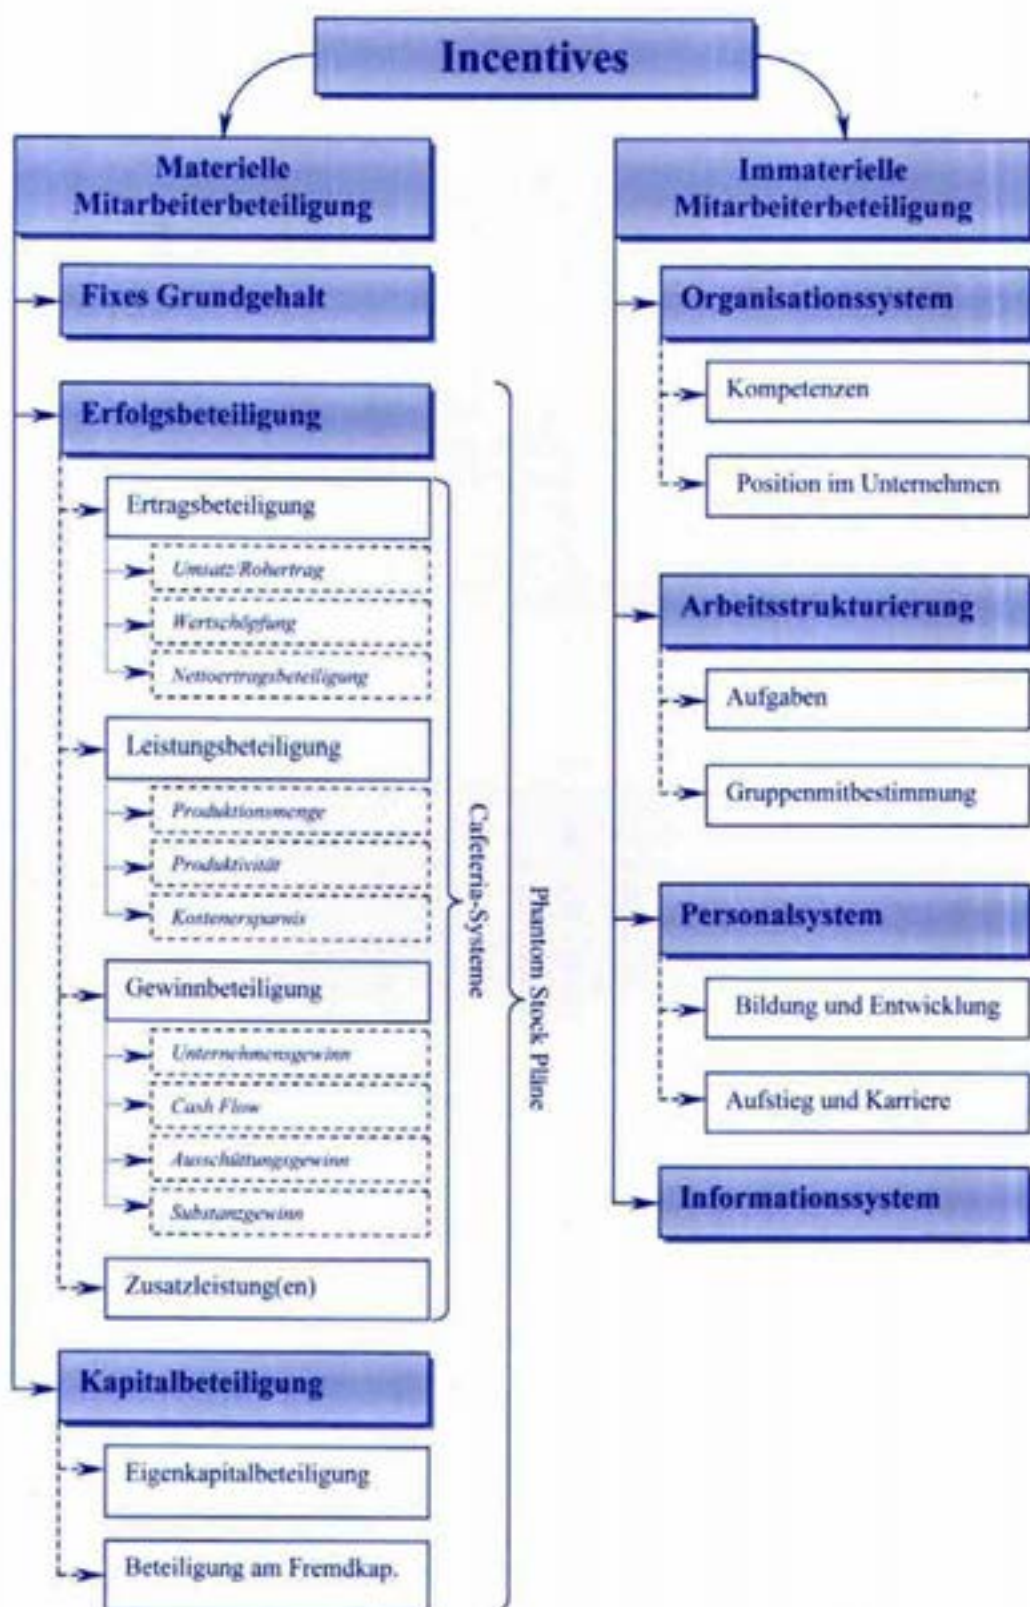 Incentives
Materielle
Mitarbeiterbeteiligung
Fixes Grundgehalt
Erfolgsbeteiligung
Ertragsbeteiligung
Umsatz/Rohertrag
Wertschöpfung
Nettoertragsbeteiligung
Leistungsbeteiligung
Produktionsmenge
Produktivität
Kostenersparnis
Gewinnbeteiligung
Unternehmensgewinn
Cash Flow
Ausschüttungsgewinn
Substanzgewinn
Zusatzleistung(en)
Cafeteria-Systeme
Kapitalbeteiligung
Eigenkapitalbeteiligung
Beteiligung am Fremdkap.
Phantom Stock Pläne
Immaterielle
Mitarbeiterbeteiligung
Organisationssystem
Kompetenzen
Position im Unternehmen
Arbeitsstrukturierung
Aufgaben
Gruppenmitbestimmung
Personalsystem
Bildung und Entwicklung
Aufstieg und Karriere
Informationssystem